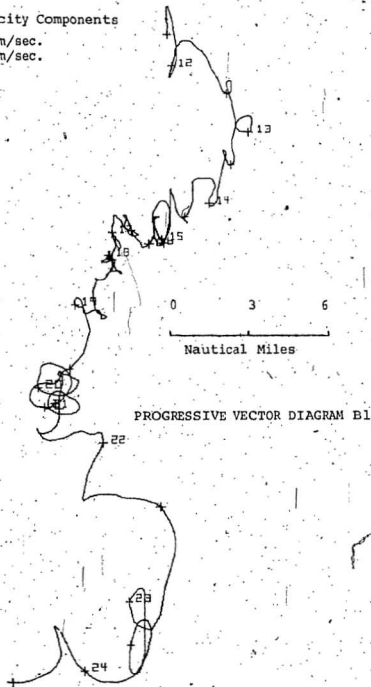 city Components
m/sec.
m/sec.
12
13
14
15
18
19
0 3 6
Nautical Miles
20
PROGRESSIVE VECTOR DIAGRAM B1
22
23
24